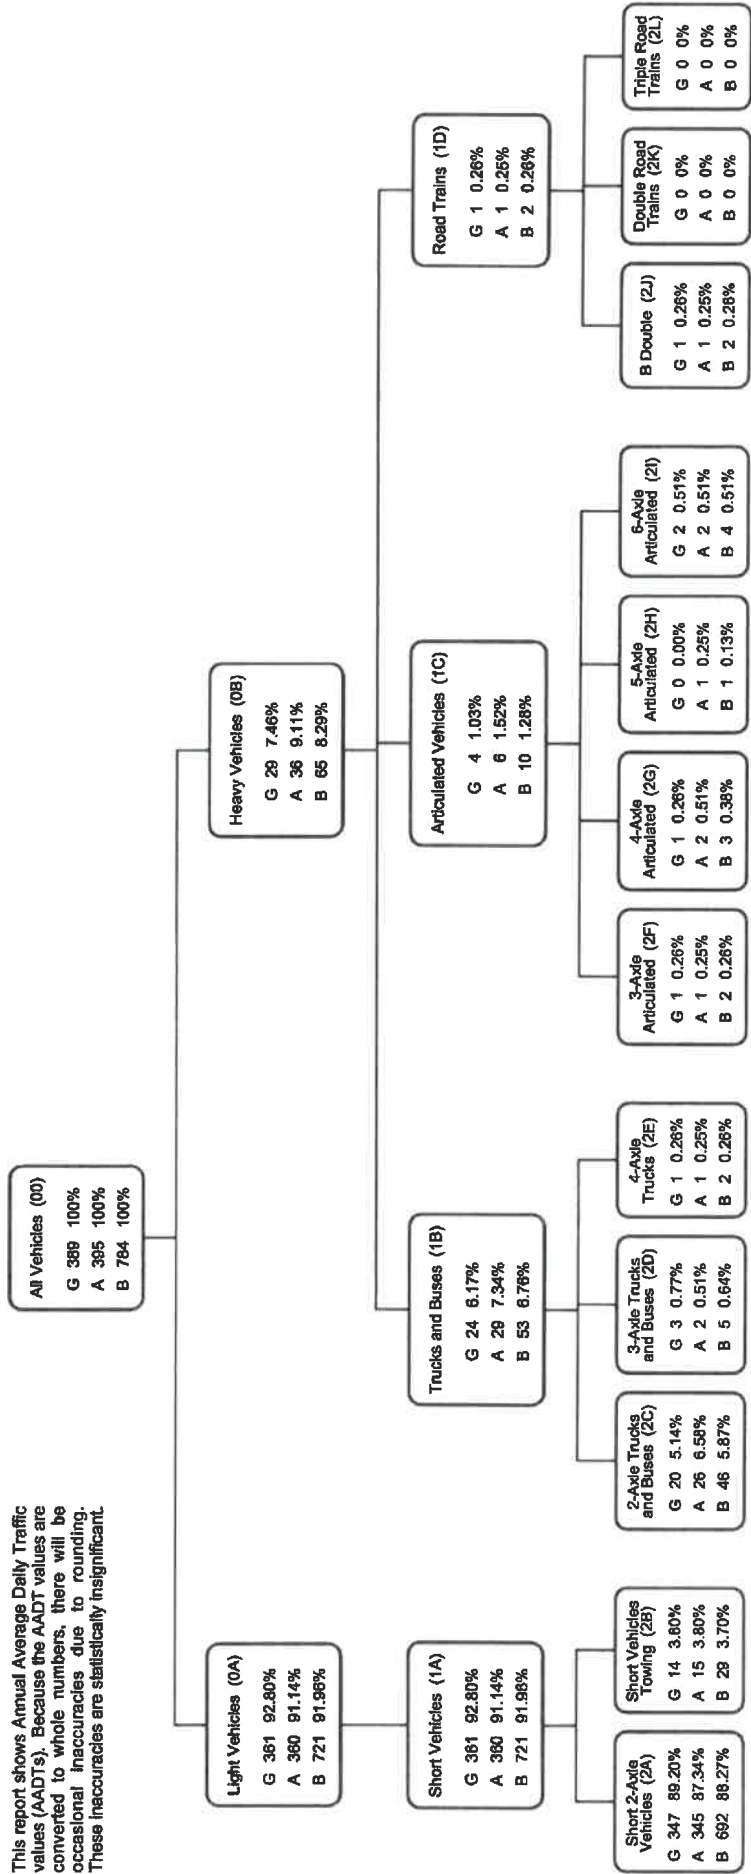 This report shows Annual Average Daily Traffic
values (AADTs). Because the AADT values are
converted to whole numbers, there will be
occasional inaccuracies due to rounding.
These inaccuracies are statistically insignificant.
All Vehicles (00)
G 389 100%
A 395 100%
B 784 100%
Light Vehicles (0A)
G 361 92.80%
A 360 91.14%
B 721 91.96%
Heavy Vehicles (0B)
G 29 7.46%
A 36 9.11%
B 65 8.29%
Short Vehicles (1A)
G 361 92.80%
A 360 91.14%
B 721 91.96%
Trucks and Buses (1B)
G 24 6.17%
A 29 7.34%
B 53 6.76%
Articulated Vehicles (1C)
G 4 1.03%
A 6 1.52%
B 10 1.28%
Road Trains (1D)
G 1 0.26%
A 1 0.25%
B 2 0.26%
Short 2-Axle
Vehicles (2A)
G 347 89.20%
A 345 87.34%
B 692 88.27%
Short Vehicles
Towing (2B)
G 14 3.60%
A 15 3.80%
B 29 3.70%
2-Axle Trucks
and Buses (2C)
G 20 5.14%
A 26 6.58%
B 46 5.87%
3-Axle Trucks
and Buses (2D)
G 3 0.77%
A 2 0.51%
B 5 0.64%
4-Axle
Trucks (2E)
G 1 0.26%
A 1 0.25%
B 2 0.26%
3-Axle
Articulated (2F)
G 1 0.26%
A 1 0.25%
B 2 0.26%
4-Axle
Articulated (2G)
G 1 0.26%
A 2 0.51%
B 3 0.38%
5-Axle
Articulated (2H)
G 0 0.00%
A 1 0.25%
B 1 0.13%
6-Axle
Articulated (2I)
G 2 0.51%
A 2 0.51%
B 4 0.51%
B Double (2J)
G 1 0.26%
A 1 0.25%
B 2 0.26%
Double Road
Trains (2K)
G 0 0%
A 0 0%
B 0 0%
Triple Road
Trains (2L)
G 0 0%
A 0 0%
B 0 0%